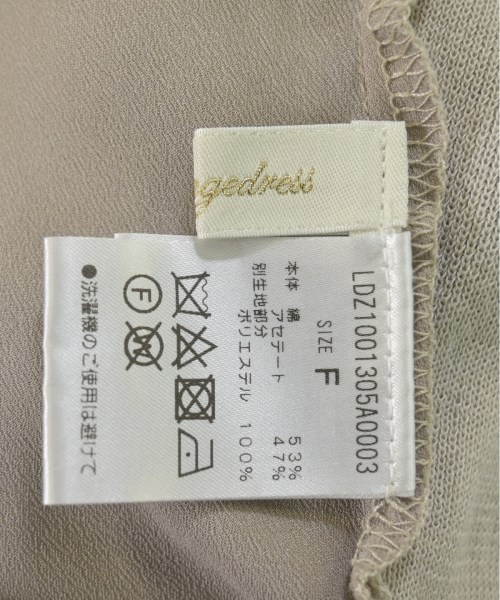 gedress
LDZ1001305A0003
SIZE F
本体 綿 53%
アセテート 47%
別生地部分
ポリエステル 100%
F
W
●洗濯機のご使用は避けて